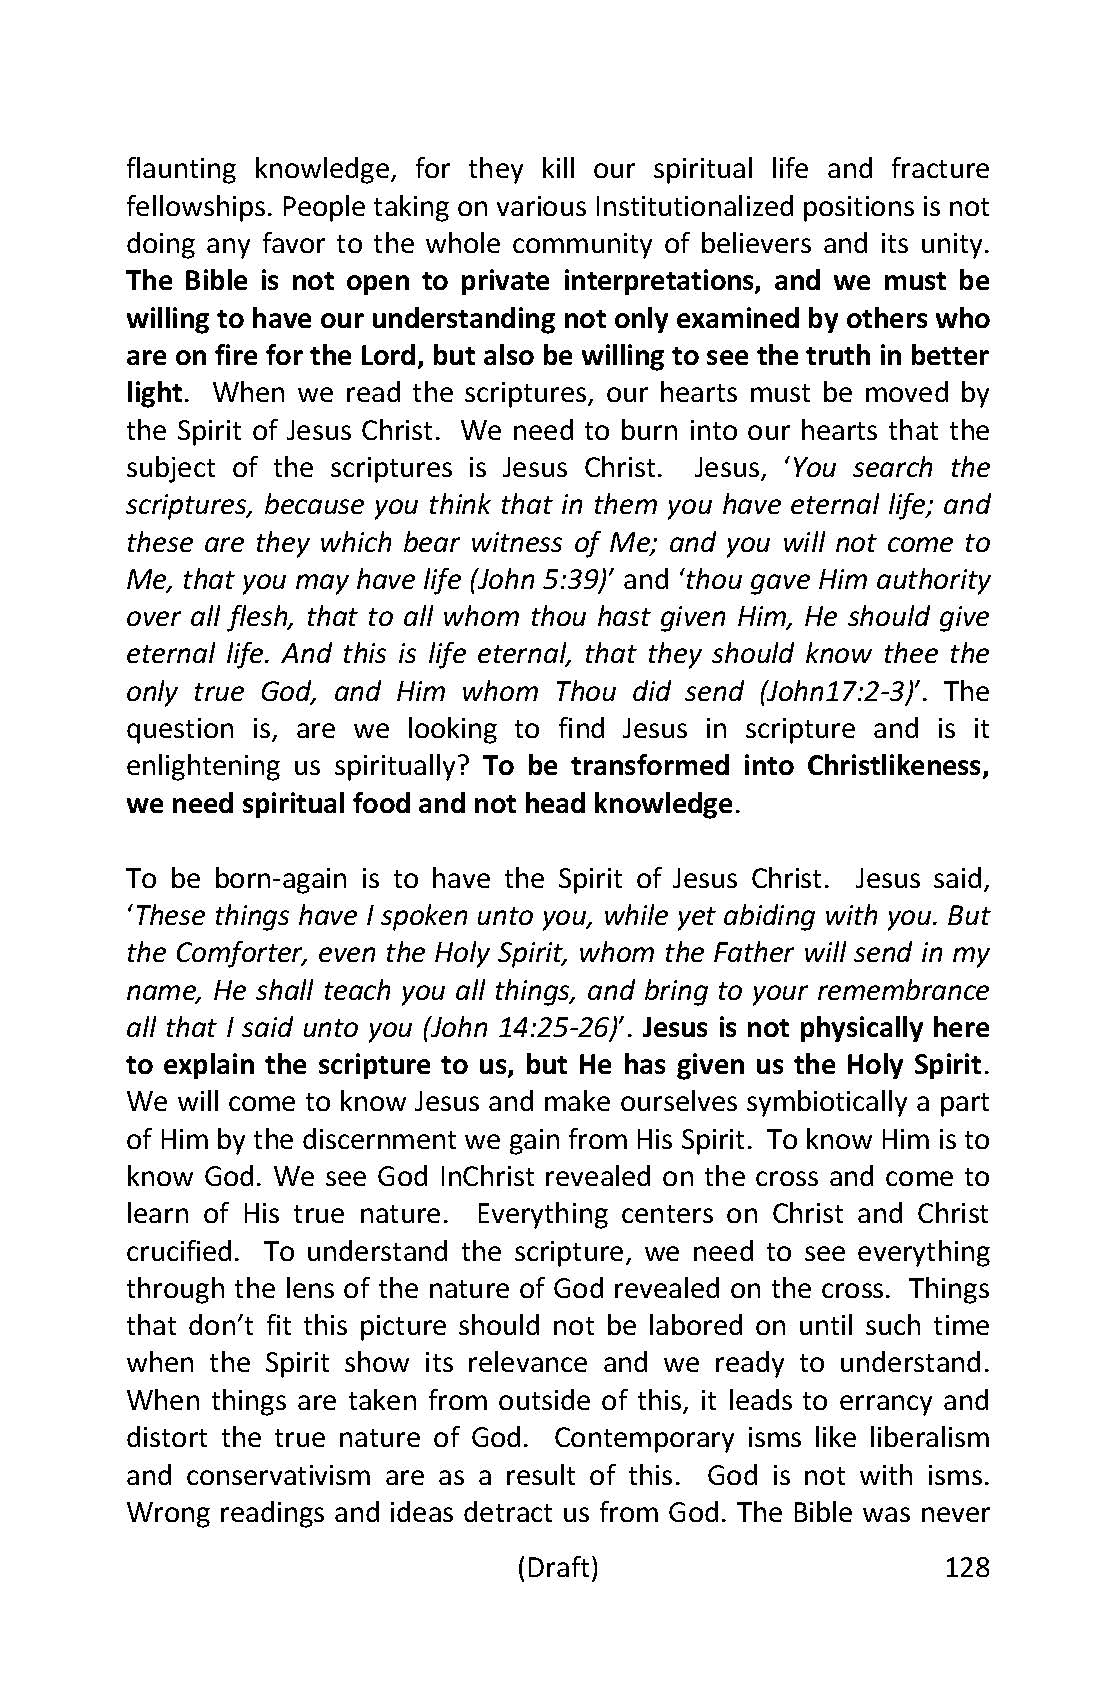 flaunting knowledge, for they kill our spiritual life and fracture
fellowships. People taking on various Institutionalized positions is not
doing any favor to the whole community of believers and its unity.
The Bible is not open to private interpretations, and we must be
willing to have our understanding not only examined by others who
are on fire for the Lord, but also be willing to see the truth in better
light. When we read the scriptures, our hearts must be moved by
the Spirit of Jesus Christ. We need to burn into our hearts that the
subject of the scriptures is Jesus Christ. Jesus, ‘You search the
scriptures, because you think that in them you have eternal life; and
these are they which bear witness of Me; and you will not come to
Me, that you may have life (John 5:39)’ and ‘thou gave Him authority
over all flesh, that to all whom thou hast given Him, He should give
eternal life. And this is life eternal, that they should know thee the
only true God, and Him whom Thou did send (John17:2-3)’. The
question is, are we looking to find Jesus in scripture and is it
enlightening us spiritually? To be transformed into Christlikeness,
we need spiritual food and not head knowledge.
To be born-again is to have the Spirit of Jesus Christ. Jesus said,
‘These things have I spoken unto you, while yet abiding with you. But
the Comforter, even the Holy Spirit, whom the Father will send in my
name, He shall teach you all things, and bring to your remembrance
all that I said unto you (John 14:25-26)’. Jesus is not physically here
to explain the scripture to us, but He has given us the Holy Spirit.
We will come to know Jesus and make ourselves symbiotically a part
of Him by the discernment we gain from His Spirit. To know Him is to
know God. We see God InChrist revealed on the cross and come to
learn of His true nature. Everything centers on Christ and Christ
crucified. To understand the scripture, we need to see everything
through the lens of the nature of God revealed on the cross. Things
that don’t fit this picture should not be labored on until such time
when the Spirit show its relevance and we ready to understand.
When things are taken from outside of this, it leads to errancy and
distort the true nature of God. Contemporary isms like liberalism
and conservativism are as a result of this. God is not with isms.
Wrong readings and ideas detract us from God. The Bible was never
(Draft) 128